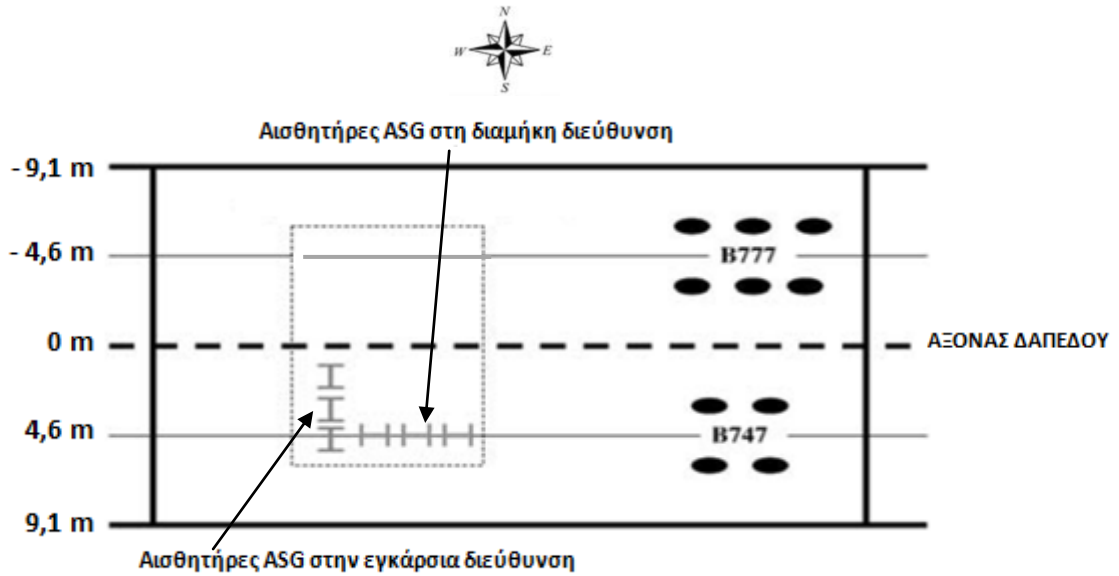 N
W E
S
Αισθητήρες ASG στη διαμήκη διεύθυνση
- 9,1 m
- 4,6 m
B777
0 m
ΑΞΟΝΑΣ ΔΑΠΕΔΟΥ
4,6 m
B747
9,1 m
Αισθητήρες ASG στην εγκάρσια διεύθυνση